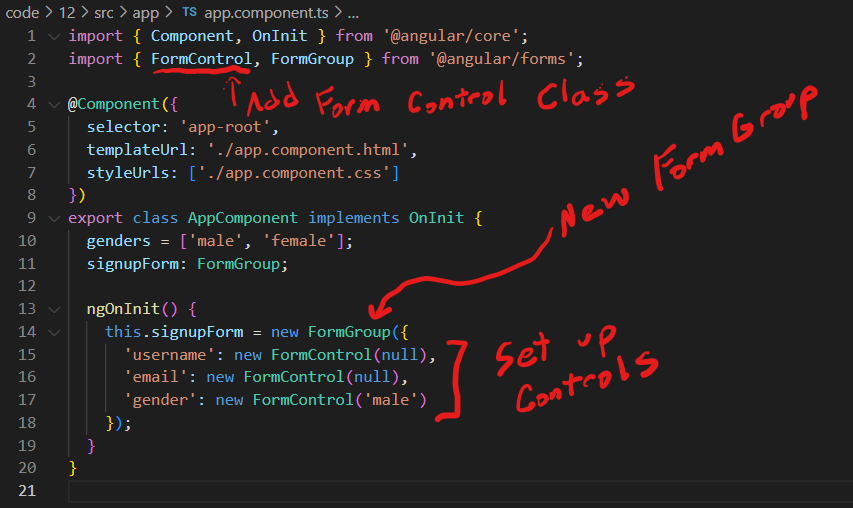 code > 12 > src > app > TS app.component.ts > ...
1 import { Component, OnInit } from '@angular/core';
2 import { FormControl, FormGroup } from '@angular/forms';
3
↑ Add Form Control Class
4 @Component({
5 selector: 'app-root',
6 templateUrl: './app.component.html',
7 styleUrls: ['./app.component.css']
8 })
New Form Group
9 export class AppComponent implements OnInit {
10 genders = ['male', 'female'];
11 signupForm: FormGroup;
12
13 ngOnInit() {
14 this.signupForm = new FormGroup({
15 'username': new FormControl(null),
16 'email': new FormControl(null),
17 'gender': new FormControl('male')
Set up
Controls
18 });
19 }
20 }
21